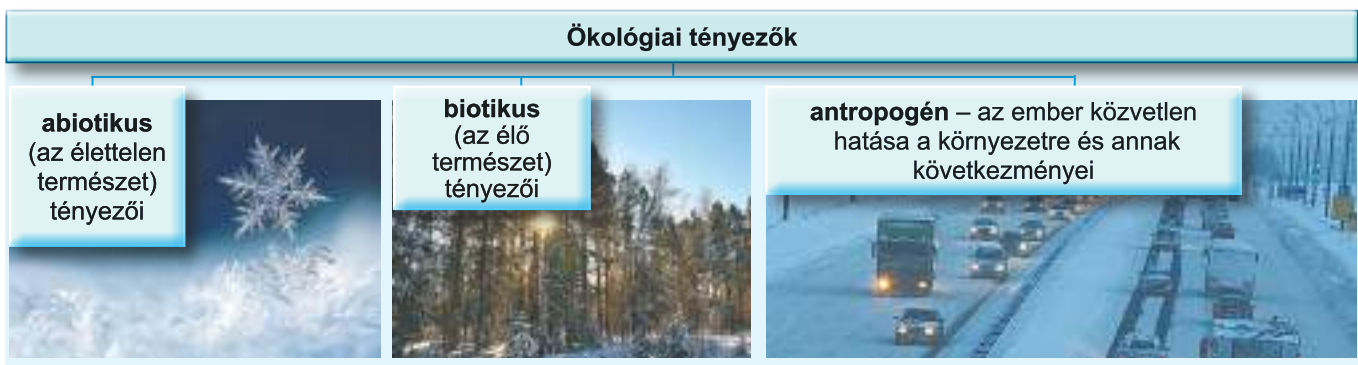 Ökológiai tényezők
abiotikus
(az élettelen
természet)
tényezői
biotikus
(az élő
természet)
tényezői
antropogén – az ember közvetlen
hatása a környezetre és annak
következményei